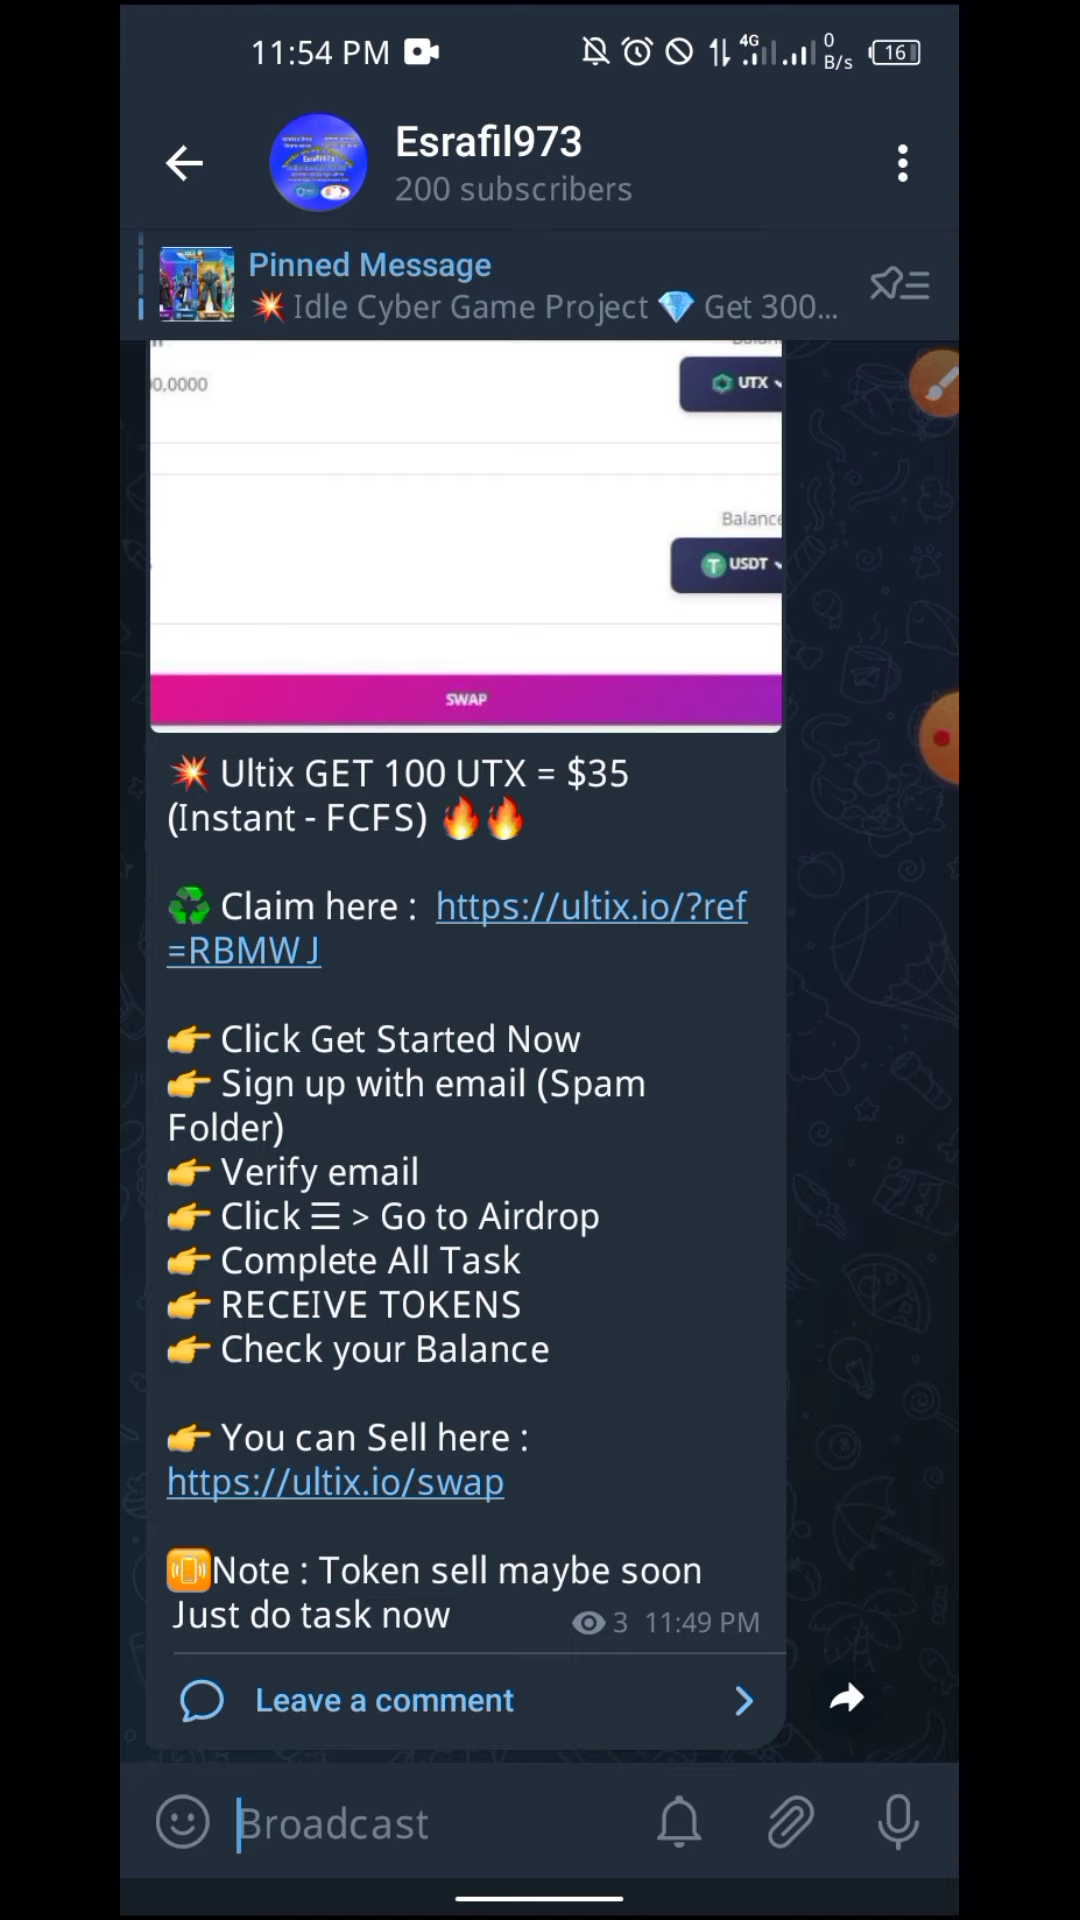 11:54 PM
4G
0
B/s
16
Esrafil973
200 subscribers
Pinned Message
💥 Idle Cyber Game Project 💎 Get 300...
0.0000
UTX
Balance
USDT
SWAP
💥 Ultix GET 100 UTX = $35
(Instant - FCFS) 🔥🔥
♻️ Claim here : https://ultix.io/?ref
=RBMWJ
👉 Click Get Started Now
👉 Sign up with email (Spam
Folder)
👉 Verify email
👉 Click ☰ > Go to Airdrop
👉 Complete All Task
👉 RECEIVE TOKENS
👉 Check your Balance
👉 You can Sell here :
https://ultix.io/swap
📳Note : Token sell maybe soon
Just do task now
3 11:49 PM
Leave a comment
Broadcast